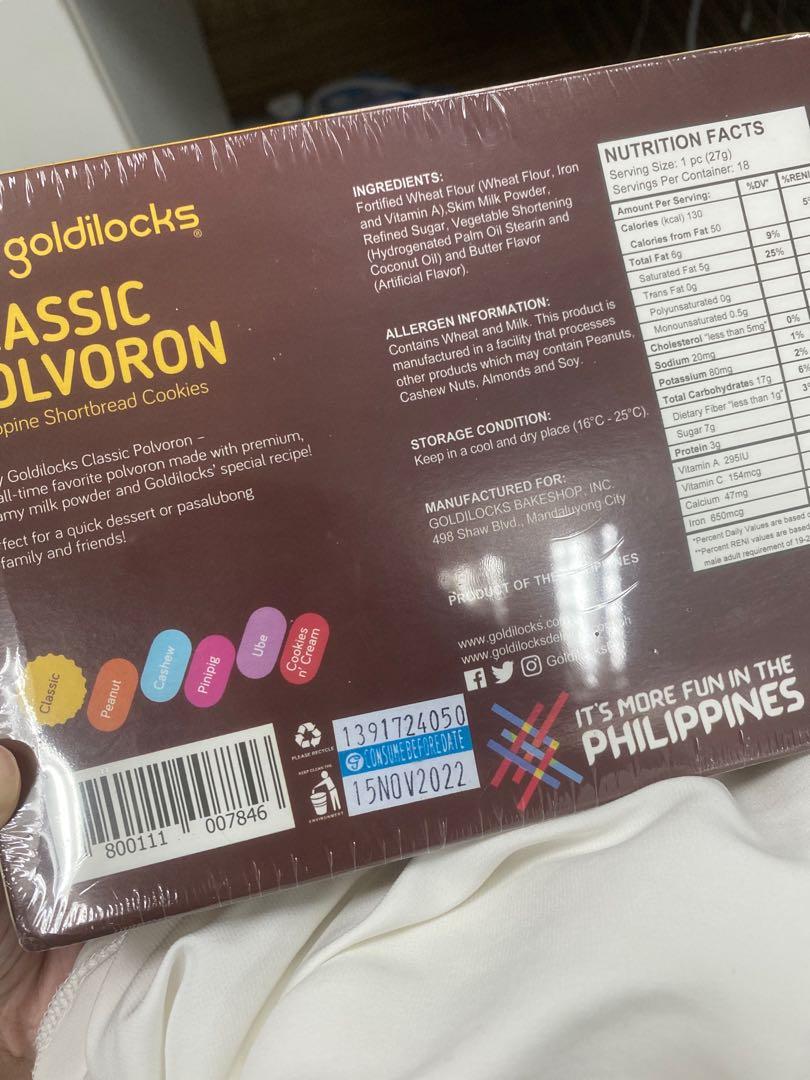 goldilocks®
ASSIC
OLVORON
pine Shortbread Cookies
Goldilocks Classic Polvoron –
all-time favorite polvoron made with premium,
amy milk powder and Goldilocks' special recipe!
fect for a quick dessert or pasalubong
family and friends!
Classic
Peanut
Cashew
Pinipig
Ube
Cookies
n' Cream
800111 007846
PLEASE RECYCLE
KEEP CLEAN THE
ENVIRONMENT
1391724050
CONSUME BEFORE DATE
15NOV2022
INGREDIENTS:
Fortified Wheat Flour (Wheat Flour, Iron
and Vitamin A),Skim Milk Powder,
Refined Sugar, Vegetable Shortening
(Hydrogenated Palm Oil Stearin and
Coconut Oil) and Butter Flavor
(Artificial Flavor).
ALLERGEN INFORMATION:
Contains Wheat and Milk. This product is
manufactured in a facility that processes
other products which may contain Peanuts,
Cashew Nuts, Almonds and Soy.
STORAGE CONDITION:
Keep in a cool and dry place (16°C - 25°C).
MANUFACTURED FOR:
GOLDILOCKS BAKESHOP, INC.
498 Shaw Blvd., Mandaluyong City
PRODUCT OF THE PINES
www.goldilocks.co
www.goldilocksdel
IT'S MORE FUN IN THE
PHILIPPINES
NUTRITION FACTS
Serving Size: 1 pc (27g)
Servings Per Container: 18
Amount Per Serving: %DV* %RENI
Calories (kcal) 130
Calories from Fat 50
Total Fat 6g 9%
Saturated Fat 5g 25%
Trans Fat 0g
Polyunsaturated 0g
Monounsaturated 0.5g
Cholesterol "less than 5mg" 0%
Sodium 20mg 1%
Potassium 80mg 2%
Total Carbohydrates 17g 6%
Dietary Fiber "less than 1g"
Sugar 7g
Protein 3g
Vitamin A 295IU
Vitamin C 154mcg
Calcium 47mg
Iron 650mcg
*Percent Daily Values are based
**Percent RENI values are based
male adult requirement of 19-2